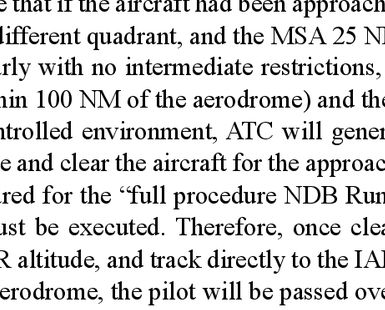 e that if the aircraft had been approach
different quadrant, and the MSA 25 N
rly with no intermediate restrictions,
hin 100 NM of the aerodrome) and the
ntrolled environment, ATC will gener
e and clear the aircraft for the approac
ared for the “full procedure NDB Run
ust be executed. Therefore, once clea
R altitude, and track directly to the IA
erodrome, the pilot will be passed ove